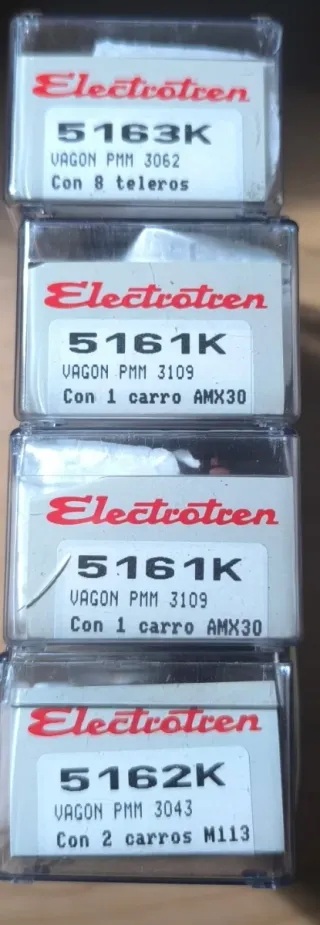 Electrotren
5163K
VAGON PMM 3062
Con 8 teleros
Electrotren
5161K
VAGON PMM 3109
Con 1 carro AMX30
Electrotren
5161K
VAGON PMM 3109
Con 1 carro AMX30
Electrotren
5162K
VAGON PMM 3043
Con 2 carros M113